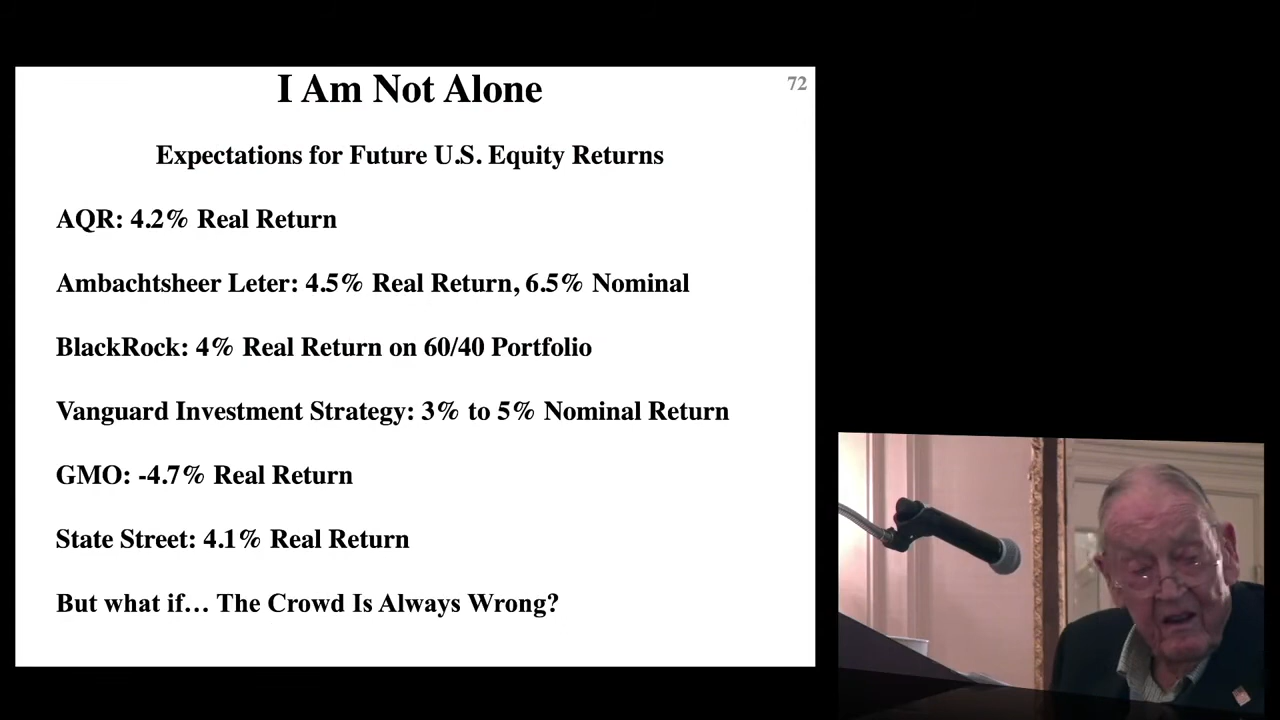 I Am Not Alone
72
Expectations for Future U.S. Equity Returns
AQR: 4.2% Real Return
Ambachtsheer Leter: 4.5% Real Return, 6.5% Nominal
BlackRock: 4% Real Return on 60/40 Portfolio
Vanguard Investment Strategy: 3% to 5% Nominal Return
GMO: -4.7% Real Return
State Street: 4.1% Real Return
But what if… The Crowd Is Always Wrong?